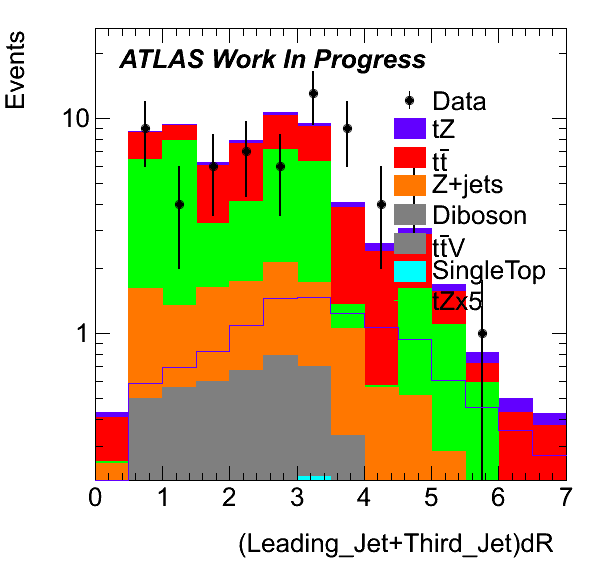 ATLAS Work In Progress
Events
10
1
Data
tZ
tt̄
Z+jets
Diboson
tt̄V
SingleTop
tZx5
0 1 2 3 4 5 6 7
(Leading_Jet+Third_Jet)dR